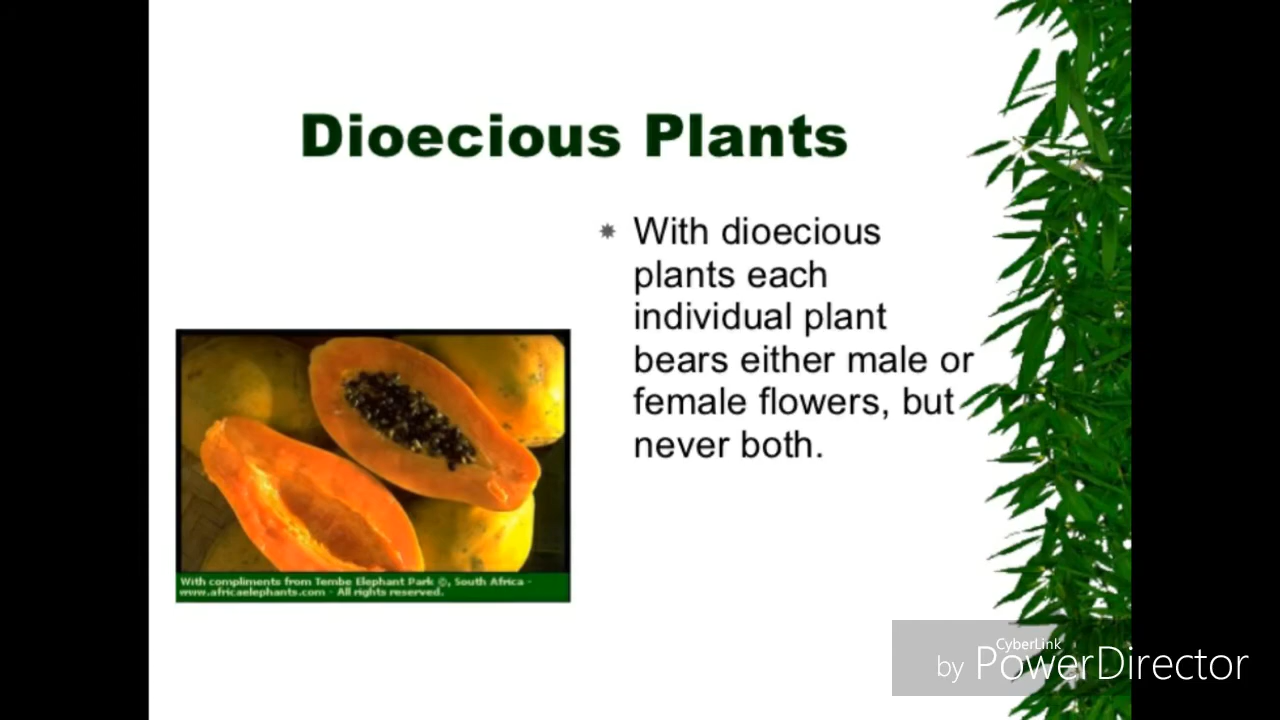 Dioecious Plants
With dioecious
plants each
individual plant
bears either male or
female flowers, but
never both.
With compliments from Tembe Elephant Park ©, South Africa -
www.africaelephants.com - All rights reserved.
CyberLink
by PowerDirector